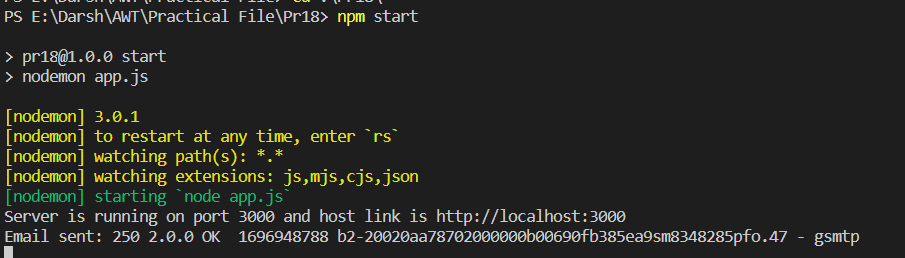 PS E:\Darsh\AWT\Practical File\Pr18> npm start
> pr18@1.0.0 start
> nodemon app.js
[nodemon] 3.0.1
[nodemon] to restart at any time, enter `rs`
[nodemon] watching path(s): *.*
[nodemon] watching extensions: js,mjs,cjs,json
[nodemon] starting `node app.js`
Server is running on port 3000 and host link is http://localhost:3000
Email sent: 250 2.0.0 OK  1696948788 b2-20020aa78702000000b00690fb385ea9sm8348285pfo.47 - gsmtp